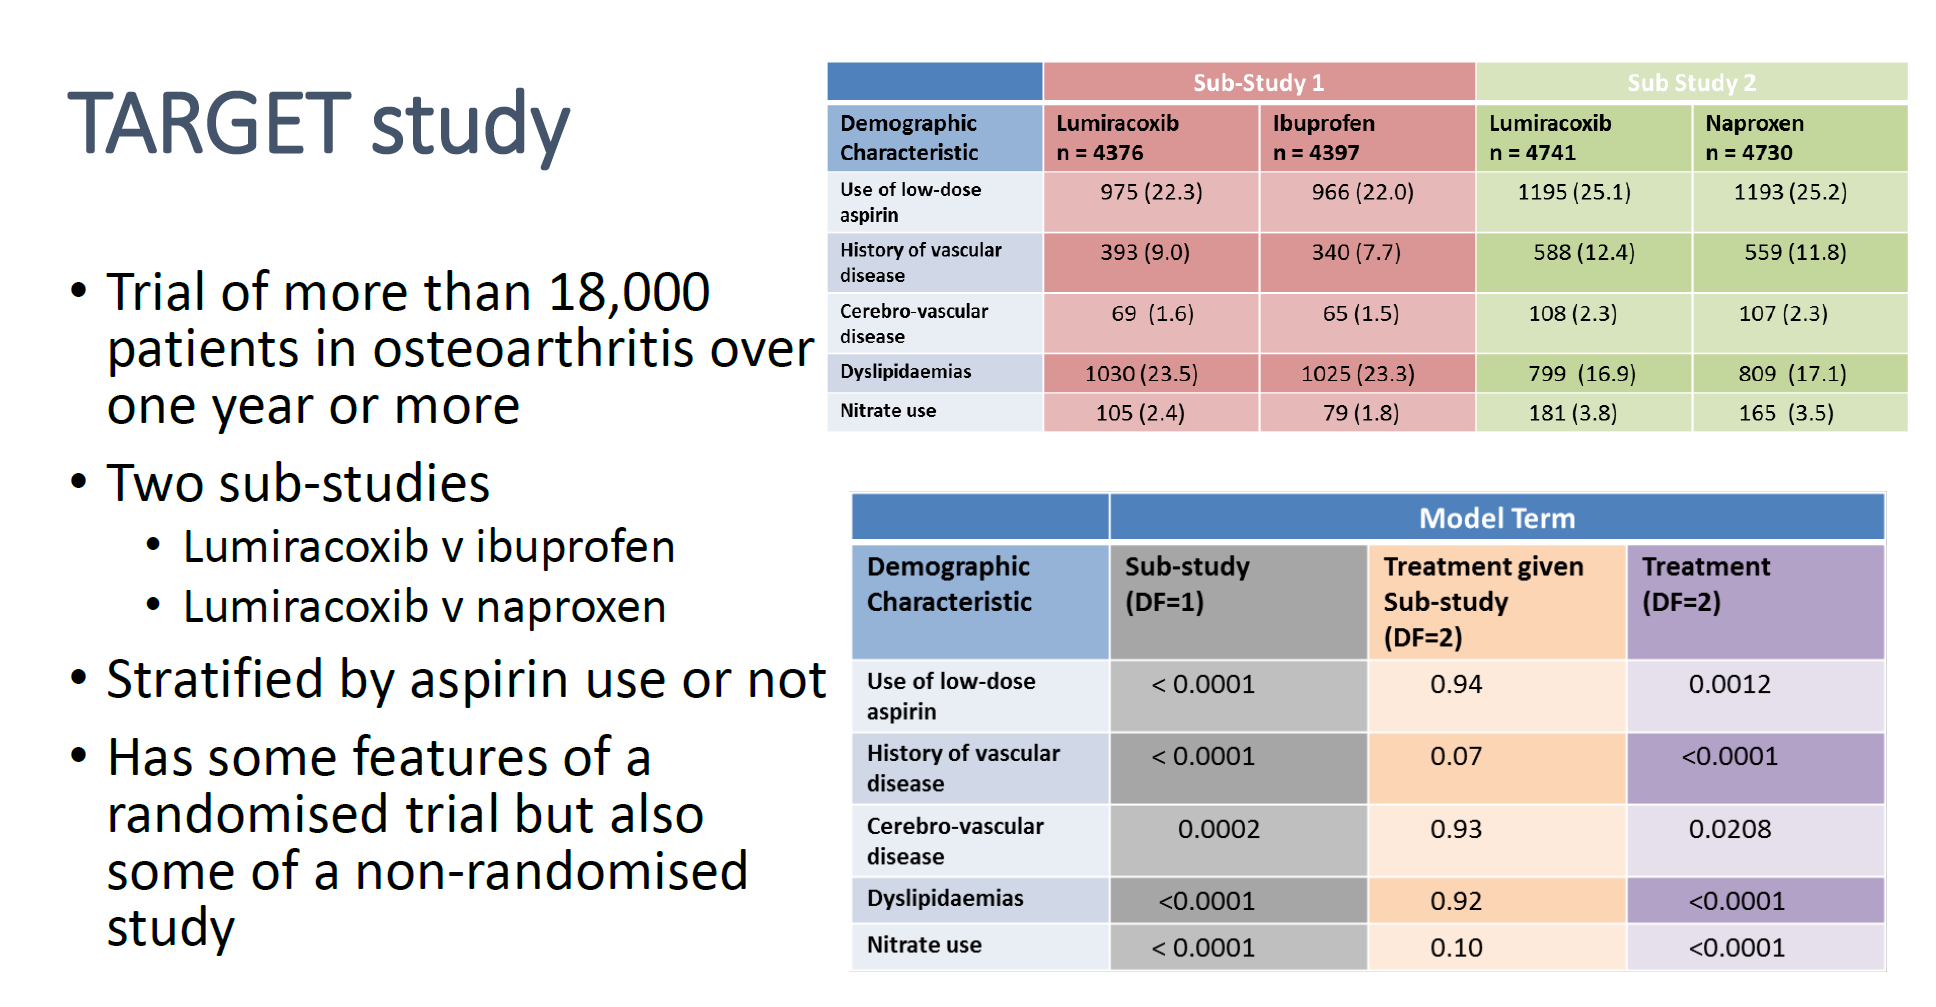 TARGET study
• Trial of more than 18,000
patients in osteoarthritis over
one year or more
• Two sub-studies
• Lumiracoxib v ibuprofen
• Lumiracoxib v naproxen
• Stratified by aspirin use or not
• Has some features of a
randomised trial but also
some of a non-randomised
study
Sub-Study 1 Sub Study 2
Demographic Lumiracoxib Ibuprofen Lumiracoxib Naproxen
Characteristic n = 4376 n = 4397 n = 4741 n = 4730
Use of low-dose 975 (22.3) 966 (22.0) 1195 (25.1) 1193 (25.2)
aspirin
History of vascular 393 (9.0) 340 (7.7) 588 (12.4) 559 (11.8)
disease
Cerebro-vascular 69 (1.6) 65 (1.5) 108 (2.3) 107 (2.3)
disease
Dyslipidaemias 1030 (23.5) 1025 (23.3) 799 (16.9) 809 (17.1)
Nitrate use 105 (2.4) 79 (1.8) 181 (3.8) 165 (3.5)
Model Term
Demographic Sub-study Treatment given Treatment
Characteristic (DF=1) Sub-study (DF=2)
(DF=2)
Use of low-dose < 0.0001 0.94 0.0012
aspirin
History of vascular < 0.0001 0.07 <0.0001
disease
Cerebro-vascular 0.0002 0.93 0.0208
disease
Dyslipidaemias <0.0001 0.92 <0.0001
Nitrate use < 0.0001 0.10 <0.0001